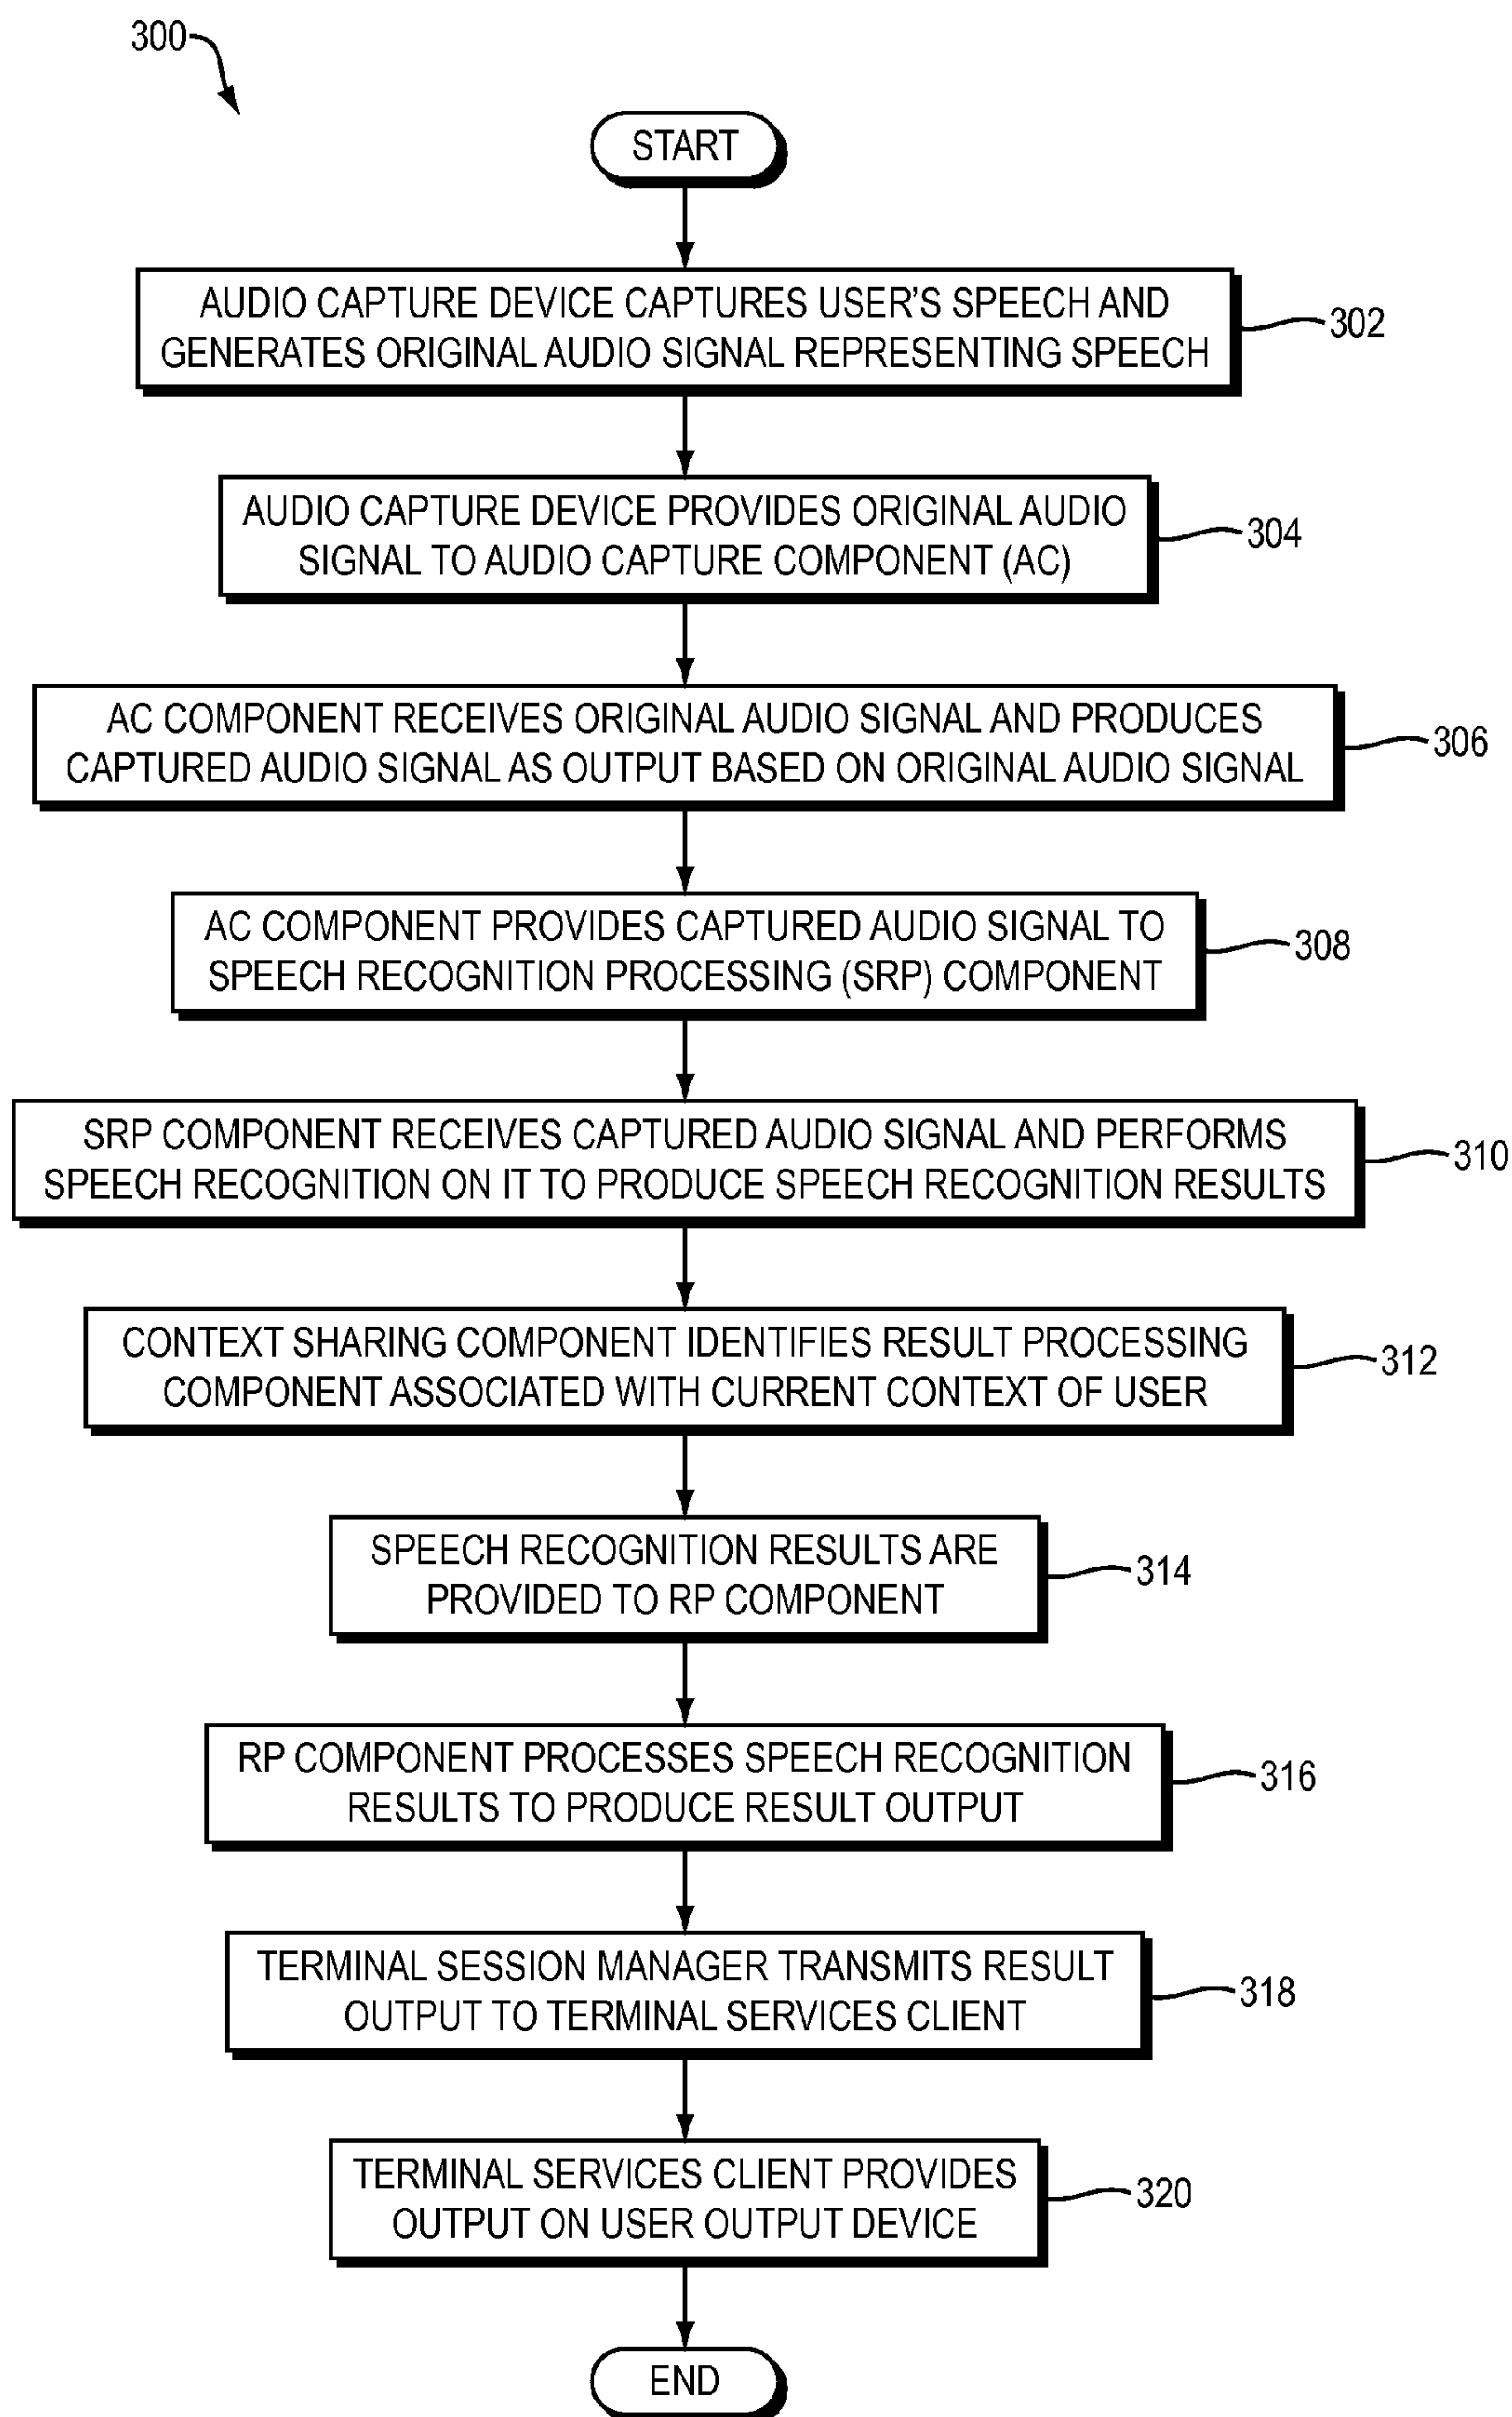 300
START
AUDIO CAPTURE DEVICE CAPTURES USER'S SPEECH AND
GENERATES ORIGINAL AUDIO SIGNAL REPRESENTING SPEECH
302
AUDIO CAPTURE DEVICE PROVIDES ORIGINAL AUDIO
SIGNAL TO AUDIO CAPTURE COMPONENT (AC)
304
AC COMPONENT RECEIVES ORIGINAL AUDIO SIGNAL AND PRODUCES
CAPTURED AUDIO SIGNAL AS OUTPUT BASED ON ORIGINAL AUDIO SIGNAL
306
AC COMPONENT PROVIDES CAPTURED AUDIO SIGNAL TO
SPEECH RECOGNITION PROCESSING (SRP) COMPONENT
308
SRP COMPONENT RECEIVES CAPTURED AUDIO SIGNAL AND PERFORMS
SPEECH RECOGNITION ON IT TO PRODUCE SPEECH RECOGNITION RESULTS
310
CONTEXT SHARING COMPONENT IDENTIFIES RESULT PROCESSING
COMPONENT ASSOCIATED WITH CURRENT CONTEXT OF USER
312
SPEECH RECOGNITION RESULTS ARE
PROVIDED TO RP COMPONENT
314
RP COMPONENT PROCESSES SPEECH RECOGNITION
RESULTS TO PRODUCE RESULT OUTPUT
316
TERMINAL SESSION MANAGER TRANSMITS RESULT
OUTPUT TO TERMINAL SERVICES CLIENT
318
TERMINAL SERVICES CLIENT PROVIDES
OUTPUT ON USER OUTPUT DEVICE
320
END